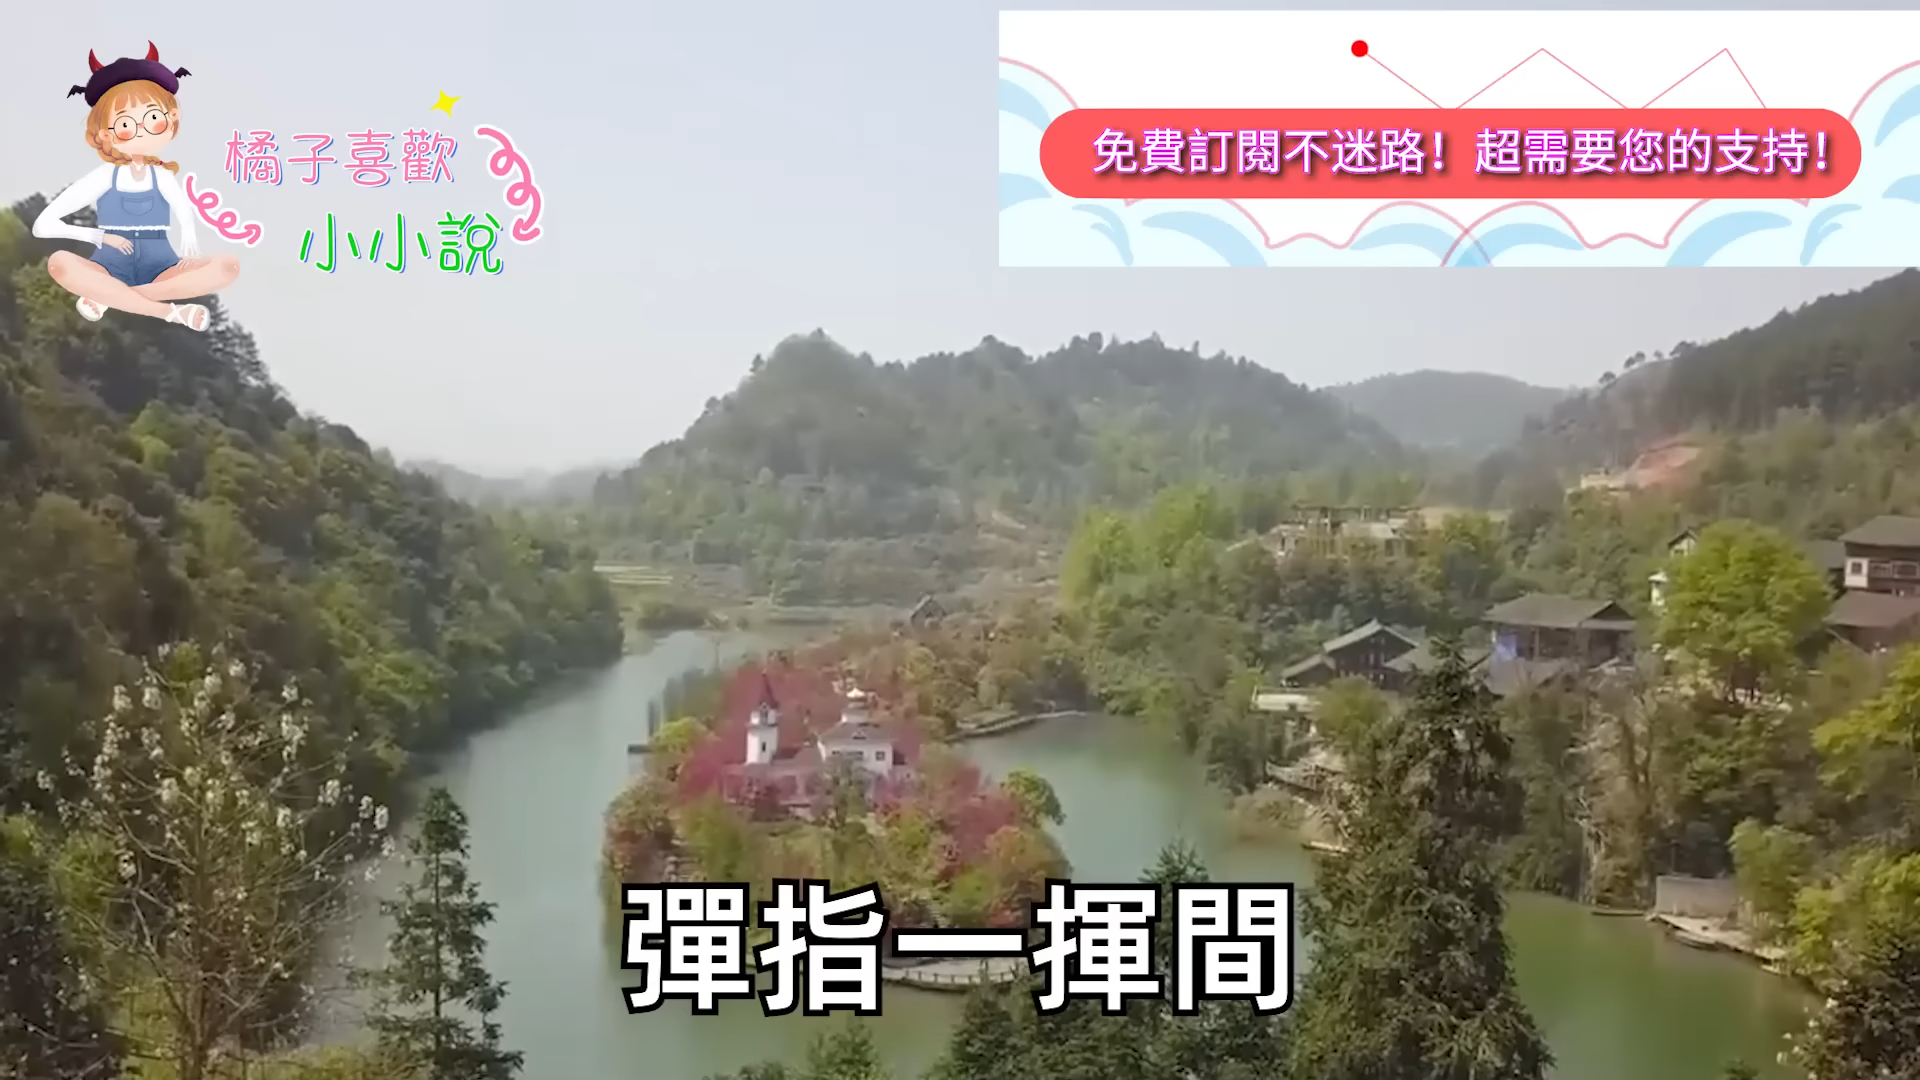 橘子喜歡
小小說
免費訂閱不迷路！超需要您的支持！
彈指一揮間